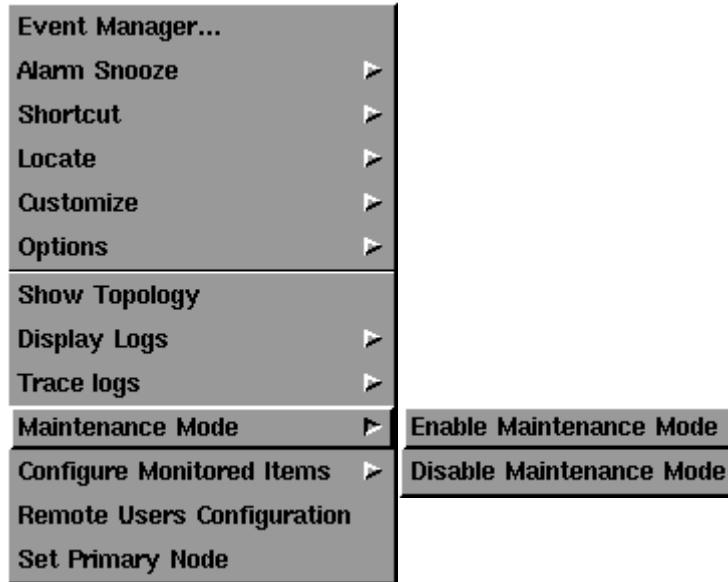 Event Manager...
Alarm Snooze
Shortcut
Locate
Customize
Options
Show Topology
Display Logs
Trace logs
Maintenance Mode
Enable Maintenance Mode
Configure Monitored Items
Disable Maintenance Mode
Remote Users Configuration
Set Primary Node